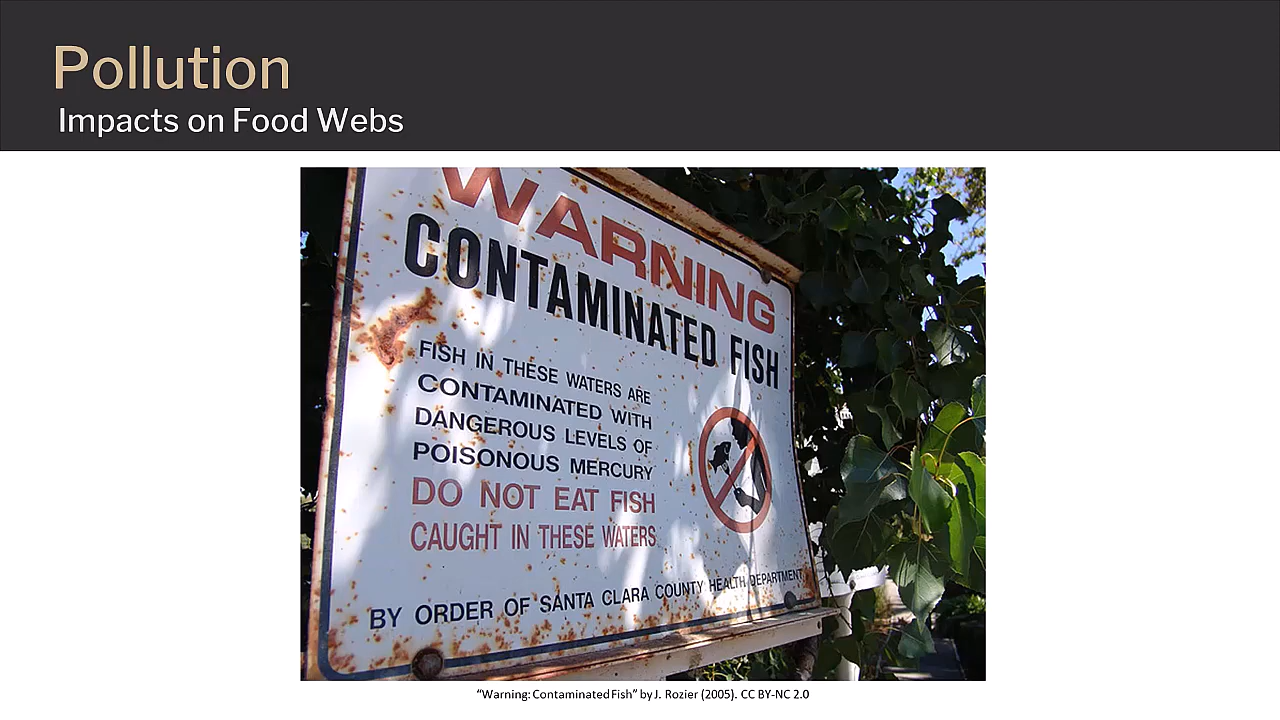 Pollution
Impacts on Food Webs
WARNING
CONTAMINATED FISH
FISH IN THESE WATERS ARE
CONTAMINATED WITH
DANGEROUS LEVELS OF
POISONOUS MERCURY
DO NOT EAT FISH
CAUGHT IN THESE WATERS
BY ORDER OF SANTA CLARA COUNTY HEALTH DEPARTMENT
“Warning: Contaminated Fish” by J. Rozier (2005). CC BY-NC 2.0